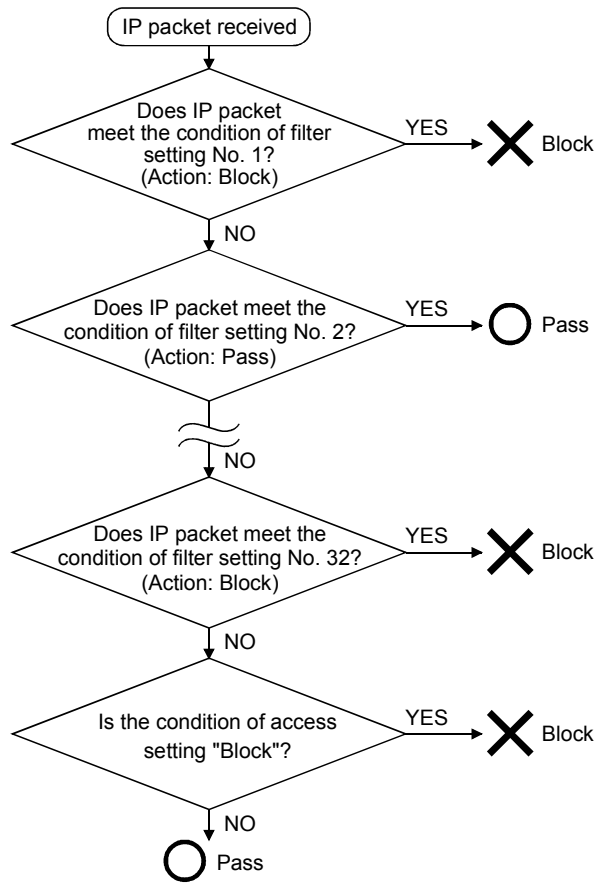 IP packet received
Does IP packet
meet the condition of filter
setting No. 1?
(Action: Block)
YES
Block
NO
Does IP packet meet the
condition of filter setting No. 2?
(Action: Pass)
YES
Pass
NO
Does IP packet meet the
condition of filter setting No. 32?
(Action: Block)
YES
Block
NO
Is the condition of access
setting "Block"?
YES
Block
NO
Pass